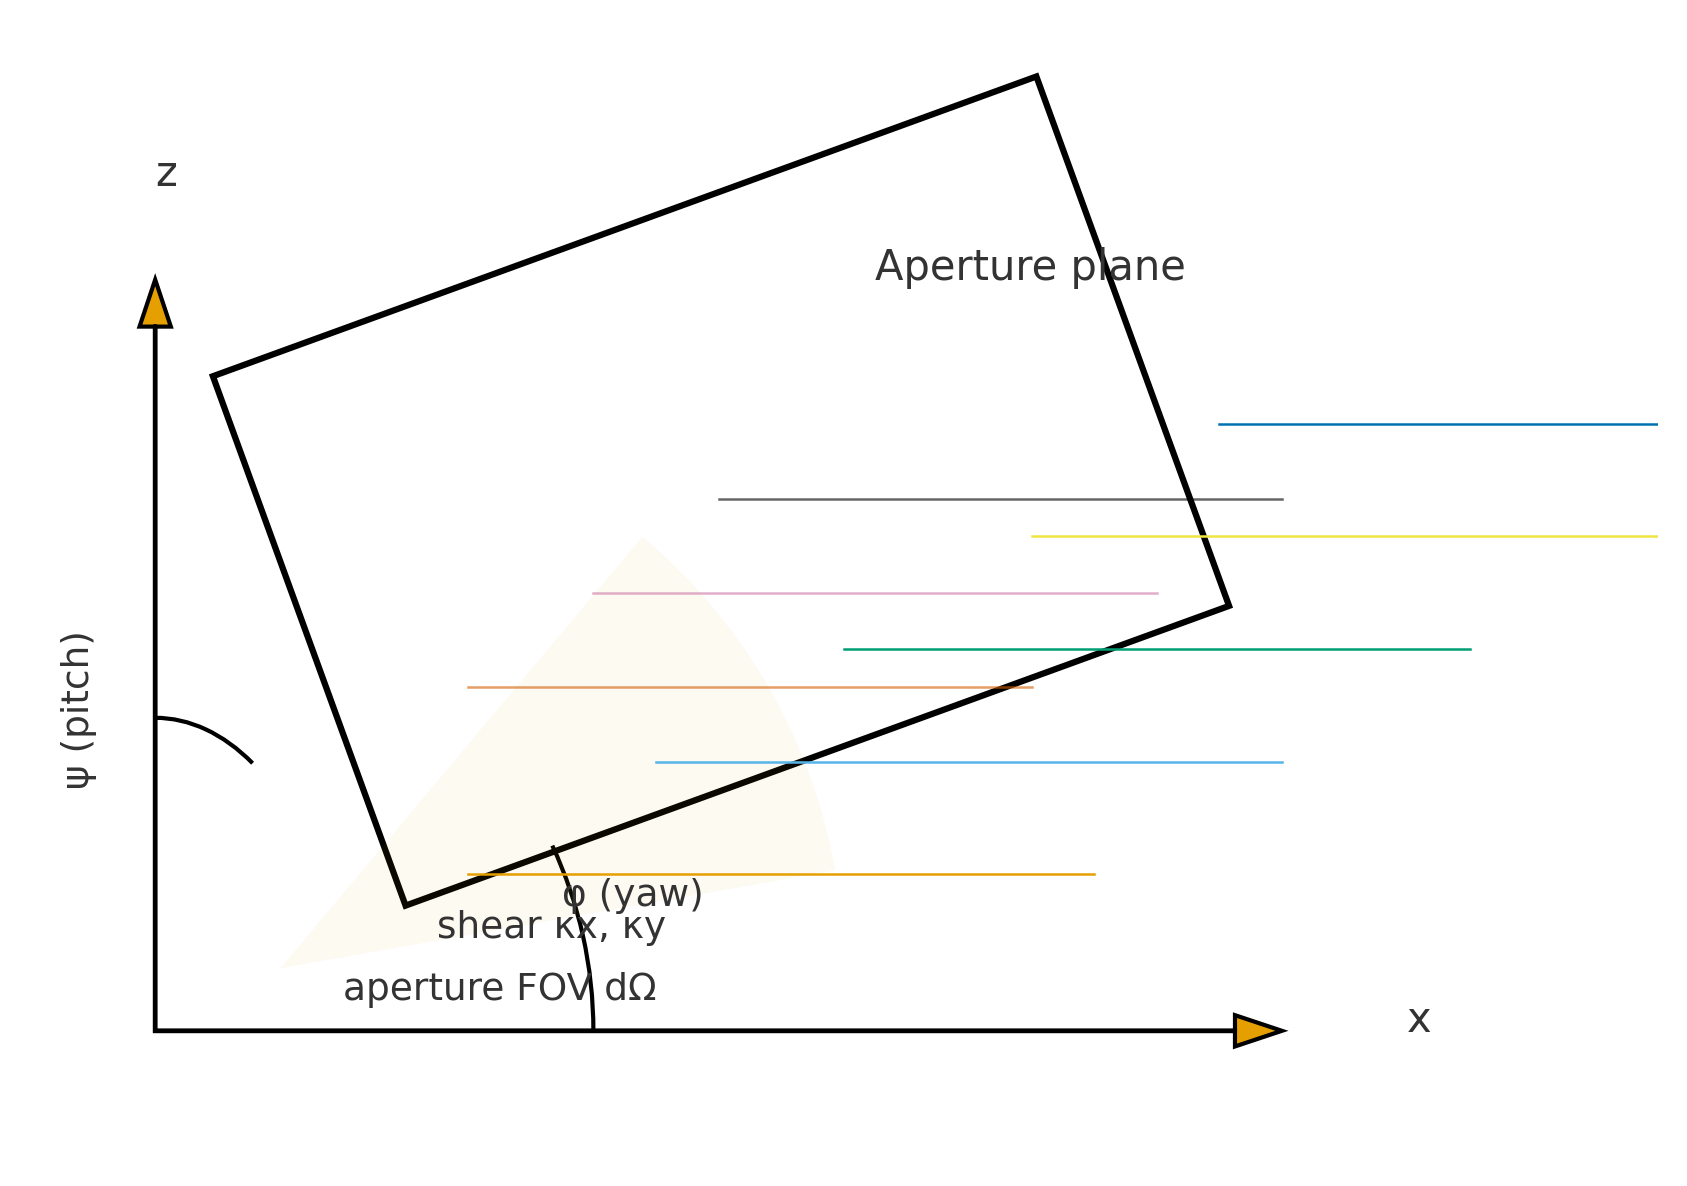 z
Aperture plane
ψ (pitch)
φ (yaw)
shear κx, κy
aperture FOV dΩ
x